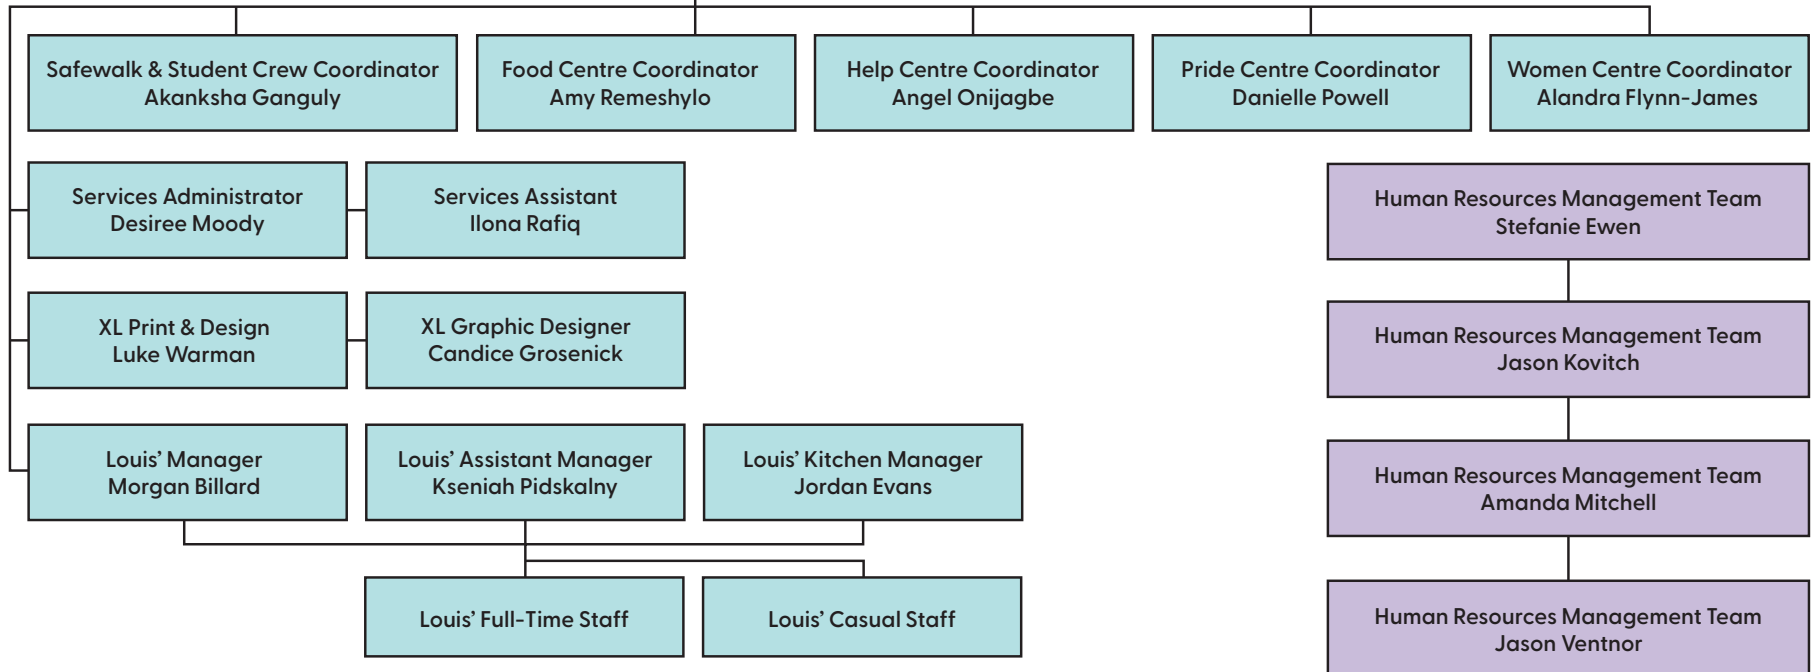 Safewalk & Student Crew Coordinator
Akanksha Ganguly
Food Centre Coordinator
Amy Remeshylo
Help Centre Coordinator
Angel Onijagbe
Pride Centre Coordinator
Danielle Powell
Women Centre Coordinator
Alandra Flynn-James
Services Administrator
Desiree Moody
Services Assistant
Ilona Rafiq
Human Resources Management Team
Stefanie Ewen
XL Print & Design
Luke Warman
XL Graphic Designer
Candice Grosenick
Human Resources Management Team
Jason Kovitch
Louis’ Manager
Morgan Billard
Louis’ Assistant Manager
Kseniah Pidskalny
Louis’ Kitchen Manager
Jordan Evans
Human Resources Management Team
Amanda Mitchell
Louis’ Full-Time Staff
Louis’ Casual Staff
Human Resources Management Team
Jason Ventnor